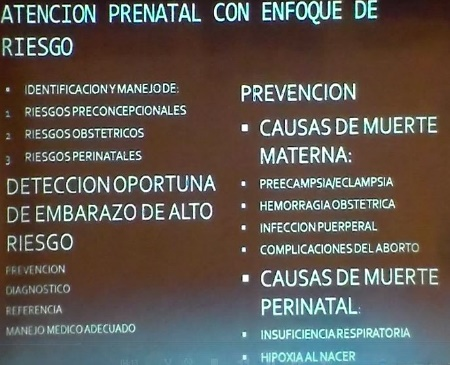 ATENCION PRENATAL CON ENFOQUE DE
RIESGO
▪ IDENTIFICACION Y MANEJO DE:
1 RIESGOS PRECONCEPCIONALES
2 RIESGOS OBSTETRICOS
3 RIESGOS PERINATALES
DETECCION OPORTUNA
DE EMBARAZO DE ALTO
RIESGO
PREVENCION
DIAGNOSTICO
REFERENCIA
MANEJO MEDICO ADECUADO
PREVENCION
▪ CAUSAS DE MUERTE
MATERNA:
▪ PREECAMPSIA/ECLAMPSIA
▪ HEMORRAGIA OBSTETRICA
▪ INFECCION PUERPERAL
▪ COMPLICACIONES DEL ABORTO
▪ CAUSAS DE MUERTE
PERINATAL:
▪ INSUFICIENCIA RESPIRATORIA
▪ HIPOXIA AL NACER